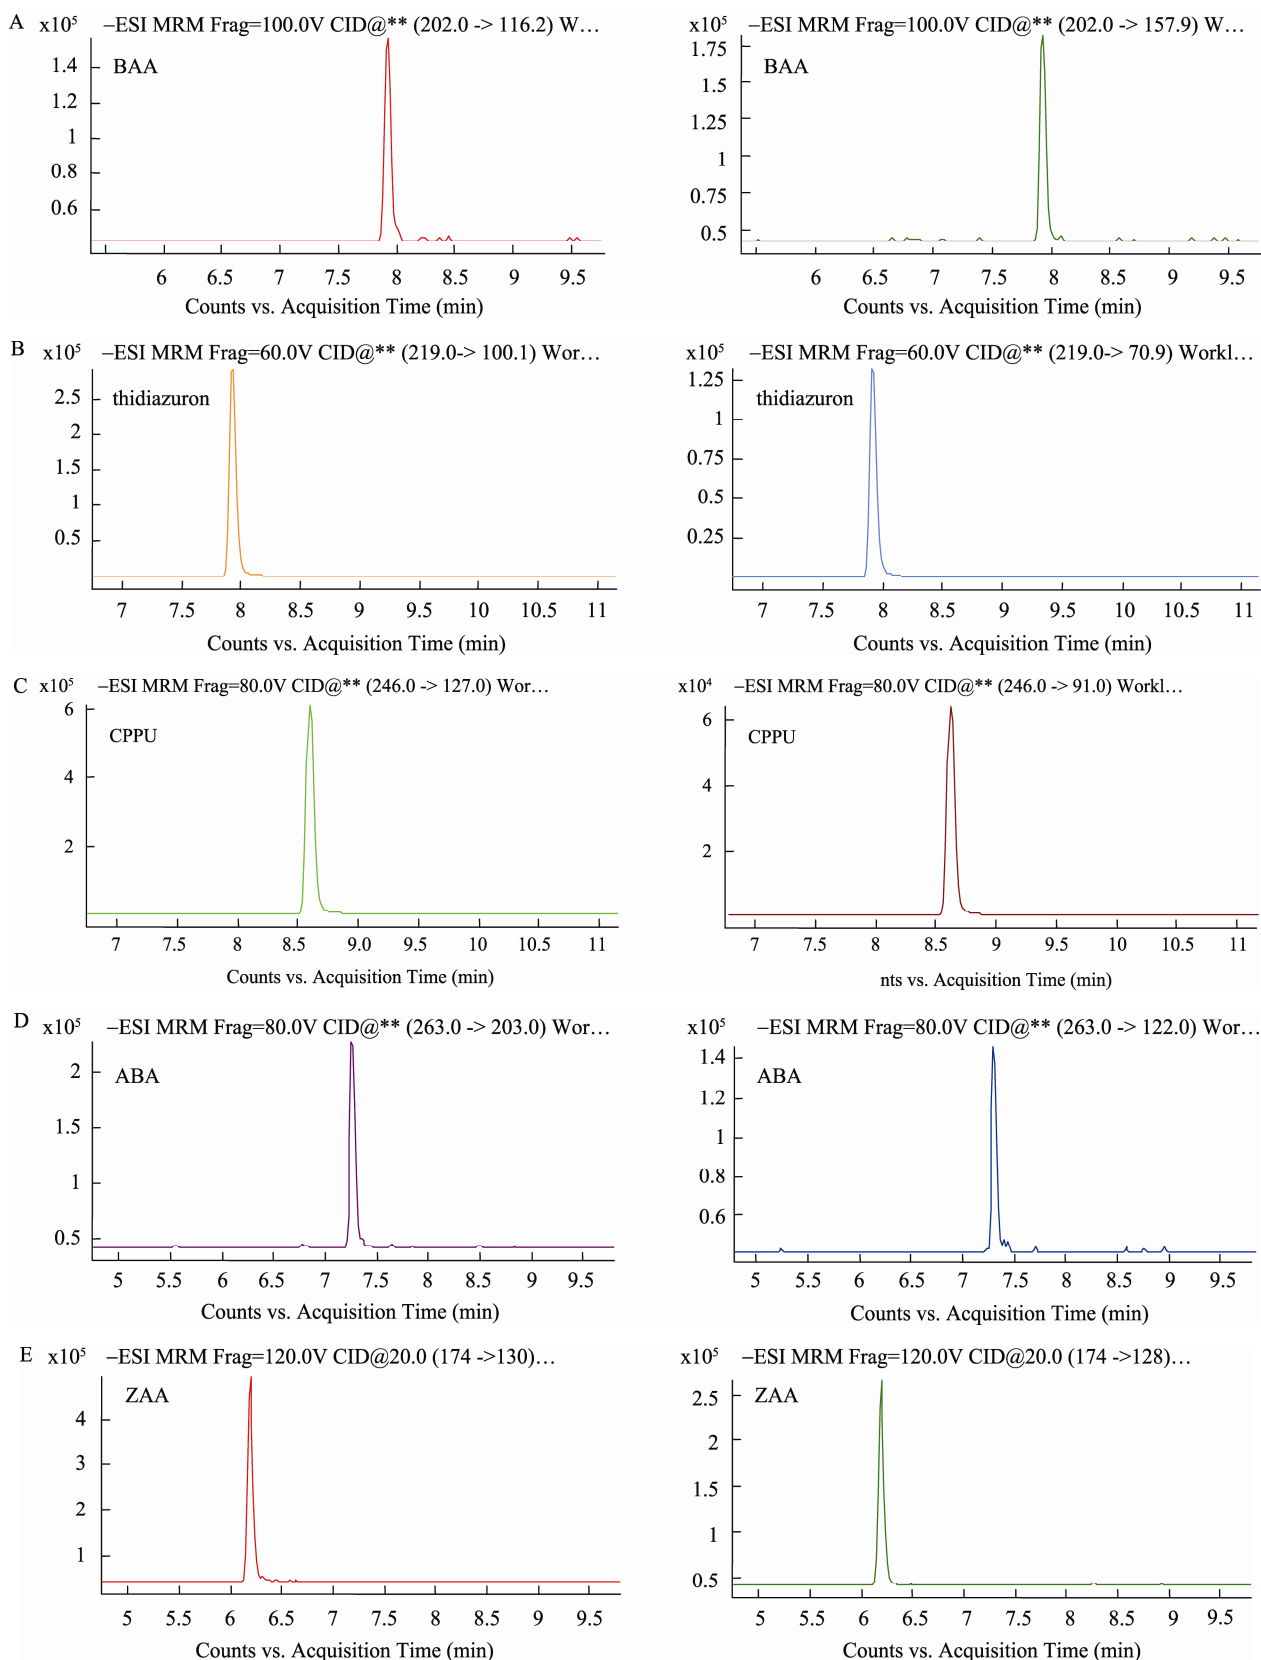 A x10⁵ –ESI MRM Frag=100.0V CID@** (202.0 -> 116.2) W…
BAA
1.4
1.2
1
0.8
0.6
6 6.5 7 7.5 8 8.5 9 9.5
Counts vs. Acquisition Time (min)
x10⁵ –ESI MRM Frag=100.0V CID@** (202.0 -> 157.9) W…
BAA
1.75
1.5
1.25
1
0.75
0.5
6 6.5 7 7.5 8 8.5 9 9.5
Counts vs. Acquisition Time (min)
B x10⁵ –ESI MRM Frag=60.0V CID@** (219.0-> 100.1) Wor…
thidiazuron
2.5
2
1.5
1
0.5
7 7.5 8 8.5 9 9.5 10 10.5 11
Counts vs. Acquisition Time (min)
x10⁵ –ESI MRM Frag=60.0V CID@** (219.0-> 70.9) Workl…
thidiazuron
1.25
1
0.75
0.5
0.25
7 7.5 8 8.5 9 9.5 10 10.5 11
Counts vs. Acquisition Time (min)
C x10⁵ –ESI MRM Frag=80.0V CID@** (246.0 -> 127.0) Wor…
CPPU
6
4
2
7 7.5 8 8.5 9.0 9.5 10 10.5 11
Counts vs. Acquisition Time (min)
x10⁴ –ESI MRM Frag=80.0V CID@** (246.0 -> 91.0) Workl…
CPPU
6
4
2
7 7.5 8 8.5 9 9.5 10 10.5 11
nts vs. Acquisition Time (min)
D x10⁵ –ESI MRM Frag=80.0V CID@** (263.0 -> 203.0) Wor…
ABA
2
1.5
1
0.5
5 5.5 6 6.5 7 7.5 8 8.5 9 9.5
Counts vs. Acquisition Time (min)
x10⁵ –ESI MRM Frag=80.0V CID@** (263.0 -> 122.0) Wor…
ABA
1.4
1.2
1
0.8
0.6
5 5.5 6 6.5 7 7.5 8 8.5 9 9.5
Counts vs. Acquisition Time (min)
E x10⁵ –ESI MRM Frag=120.0V CID@20.0 (174 ->130)…
ZAA
4
3
2
1
5 5.5 6 6.5 7 7.5 8 8.5 9 9.5
Counts vs. Acquisition Time (min)
x10⁵ –ESI MRM Frag=120.0V CID@20.0 (174 ->128)…
ZAA
2.5
2
1.5
1
0.5
5 5.5 6 6.5 7 7.5 8 8.5 9 9.5
Counts vs. Acquisition Time (min)